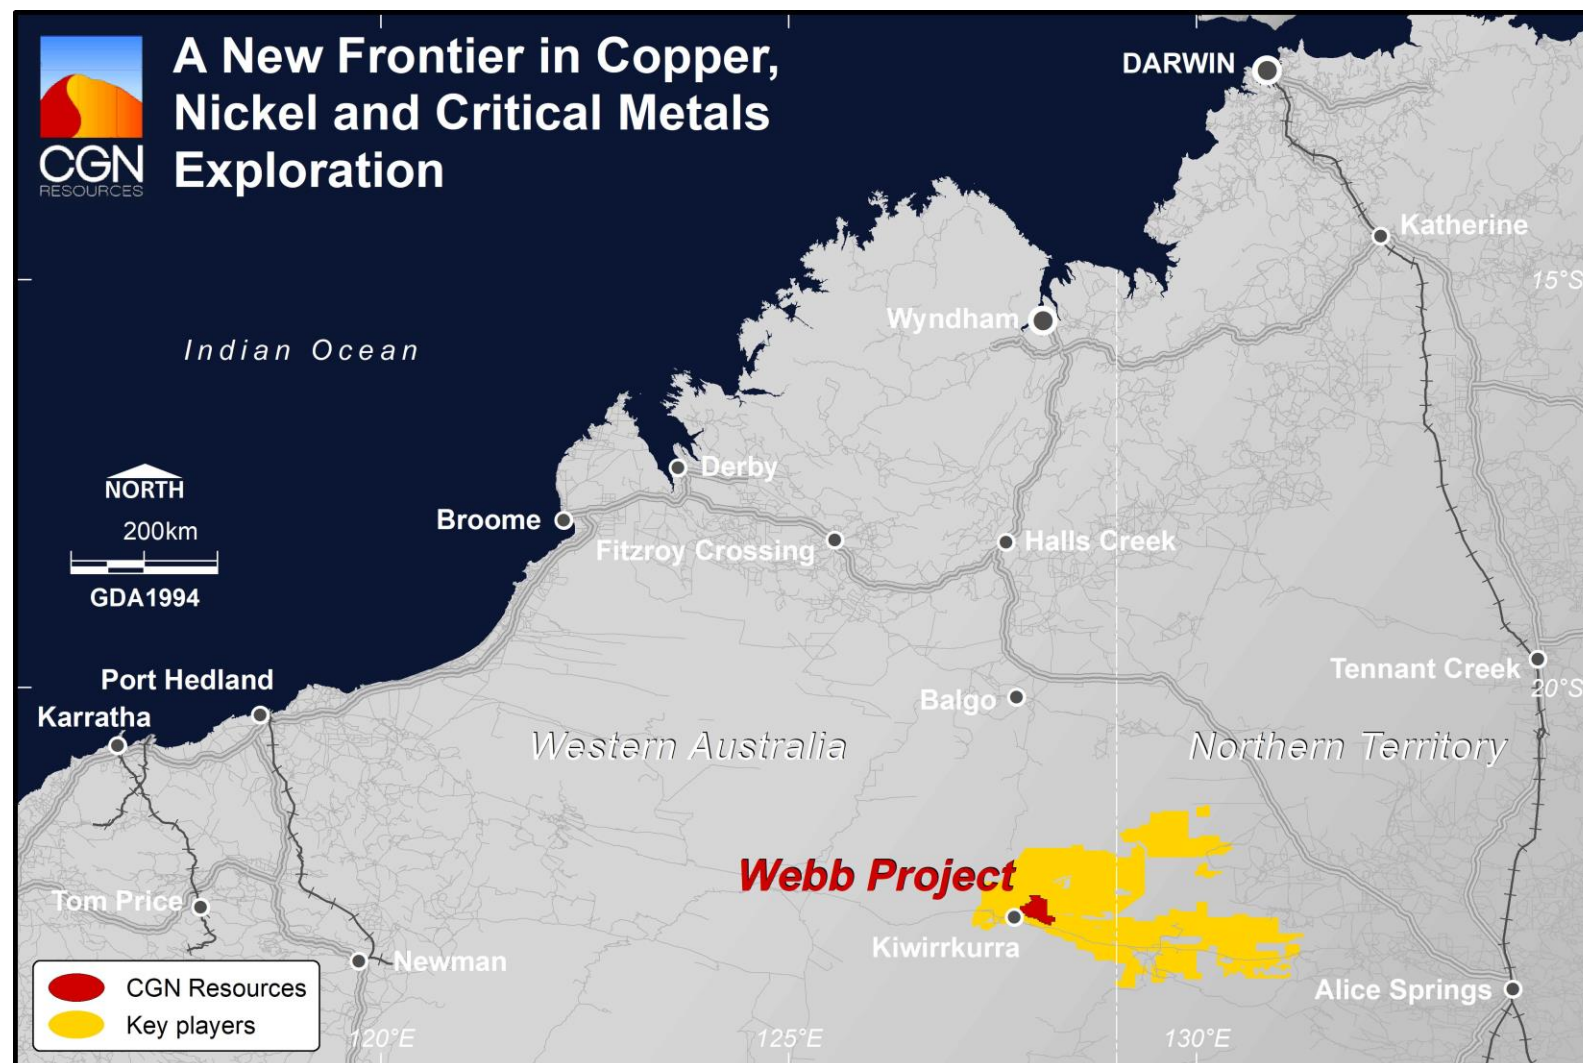 A New Frontier in Copper,
Nickel and Critical Metals
Exploration
CGN
RESOURCES
DARWIN
Katherine
15°S
Wyndham
Indian Ocean
Derby
Broome
Fitzroy Crossing
Halls Creek
NORTH
200km
GDA1994
Port Hedland
Karratha
Tennant Creek
20°S
Balgo
Western Australia
Northern Territory
Webb Project
Tom Price
Kiwirrkurra
Newman
Alice Springs
CGN Resources
Key players
120°E
125°E
130°E